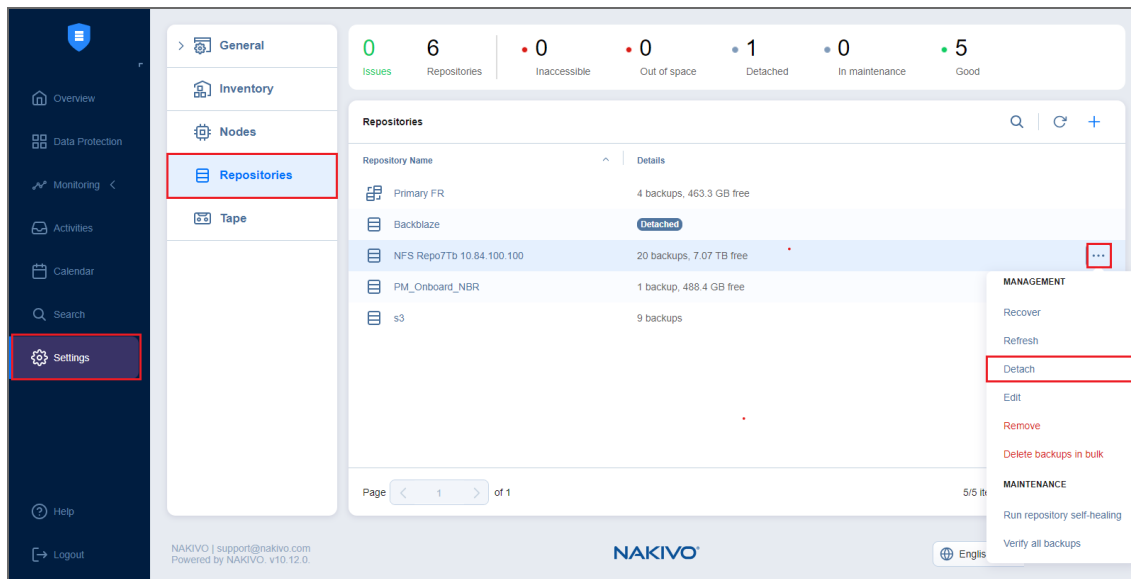 Overview
Data Protection
Monitoring
Activities
Calendar
Search
Settings
Help
Logout
General
Inventory
Nodes
Repositories
Tape
0 6 0 0 1 0 5
Issues Repositories Inaccessible Out of space Detached In maintenance Good
Repositories
Repository Name Details
Primary FR 4 backups, 463.3 GB free
Backblaze Detached
NFS Repo7Tb 10.84.100.100 20 backups, 7.07 TB free
PM_Onboard_NBR 1 backup, 488.4 GB free
s3 9 backups
MANAGEMENT
Recover
Refresh
Detach
Edit
Remove
Delete backups in bulk
MAINTENANCE
Run repository self-healing
Verify all backups
Page 1 of 1 5/5
NAKIVO | support@nakivo.com
Powered by NAKIVO. v10.12.0.
NAKIVO